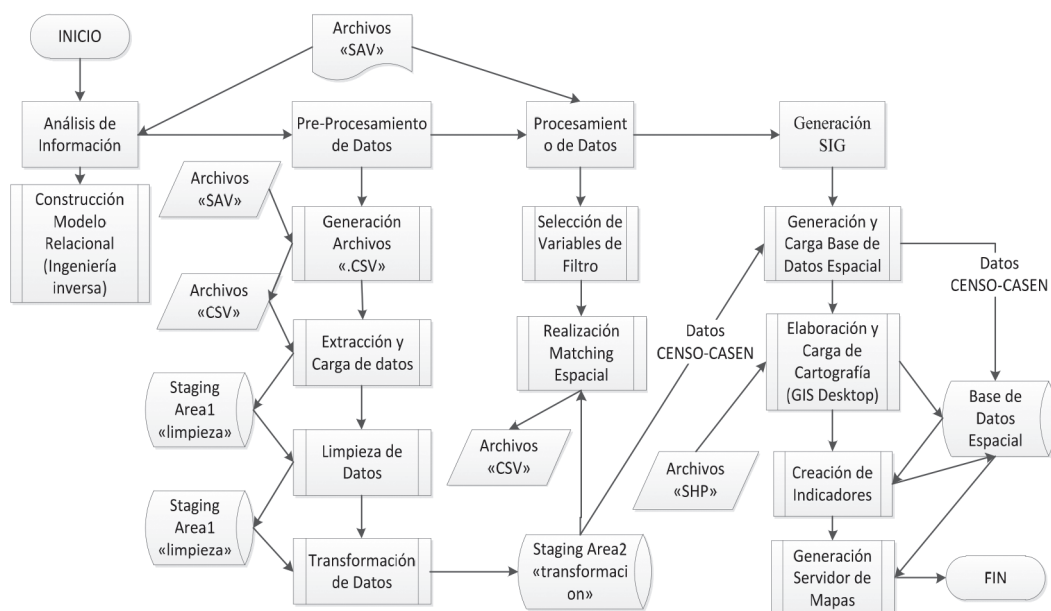 INICIO
Archivos
«SAV»
Análisis de
Información
Pre-Procesamiento
de Datos
Procesamient
o de Datos
Generación
SIG
Construcción
Modelo
Relacional
(Ingeniería
inversa)
Archivos
«SAV»
Generación
Archivos
«.CSV»
Selección de
Variables de
Filtro
Generación y
Carga Base de
Datos Espacial
Datos
CENSO-CASEN
Archivos
«CSV»
Extracción y
Carga de datos
Realización
Matching
Espacial
Datos
CENSO-CASEN
Elaboración y
Carga de
Cartografía
(GIS Desktop)
Staging
Area1
«limpieza»
Base de
Datos
Espacial
Limpieza de
Datos
Archivos
«CSV»
Archivos
«SHP»
Creación de
Indicadores
Staging
Area1
«limpieza»
Transformación
de Datos
Staging Area2
«transformaci
on»
Generación
Servidor de
Mapas
FIN